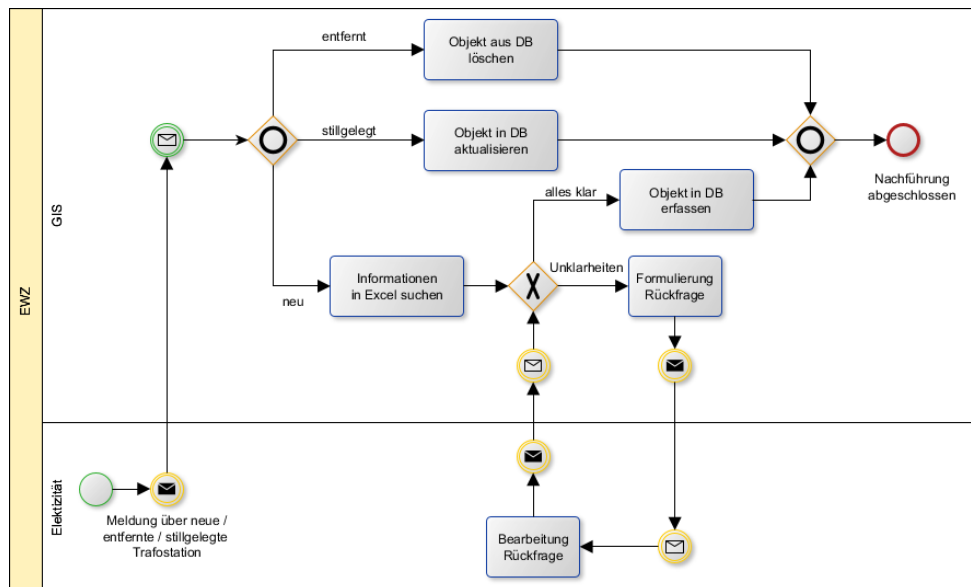 EWZ
GIS
entfernt
Objekt aus DB
löschen
stillgelegt
Objekt in DB
aktualisieren
alles klar
Objekt in DB
erfassen
Nachführung
abgeschlossen
neu
Informationen
in Excel suchen
X
Unklarheiten
Formulierung
Rückfrage
Elektizität
Meldung über neue /
entfernte / stillgelegte
Trafostation
Bearbeitung
Rückfrage